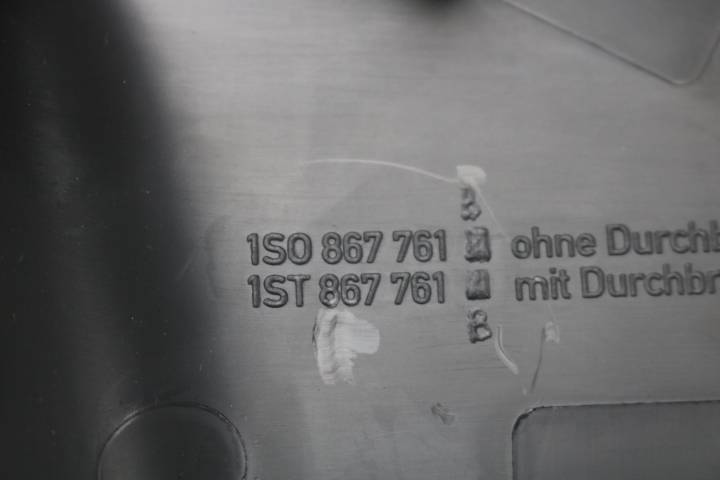 B
1S0 867 761 ohne Durchb
1ST 867 761 mit Durchbr
B